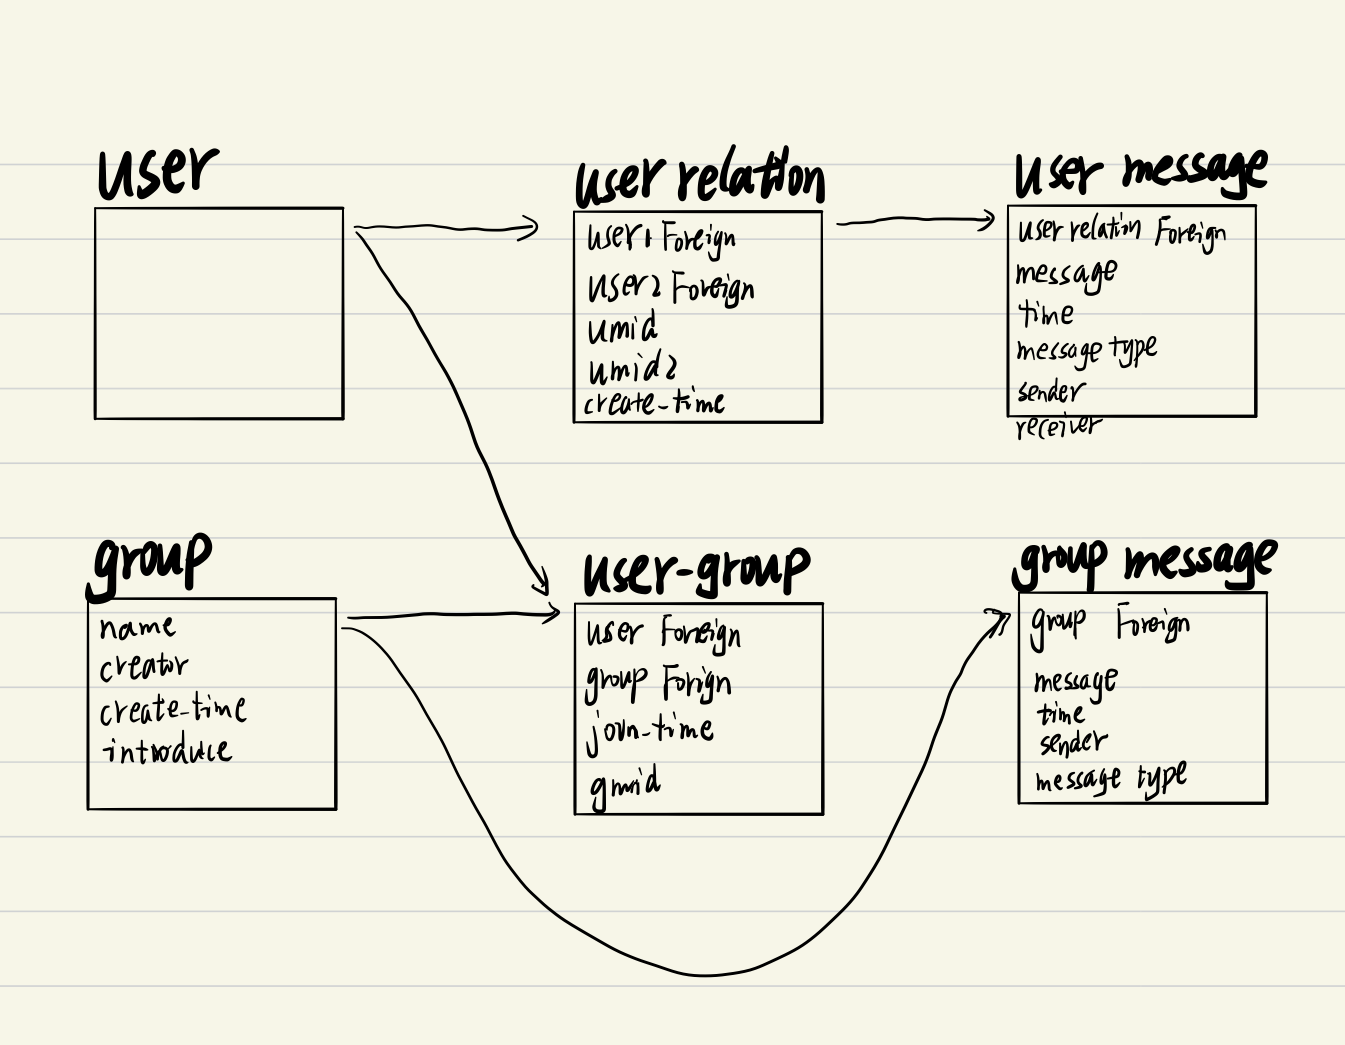 user
user relation
user1 Foreign
user2 Foreign
umid
umid2
create-time
user message
user relation Foreign
message
time
message type
sender
receiver
group
name
creator
create-time
introduce
user-group
user Foreign
group Forign
join-time
gmid
group message
group Foreign
message
time
sender
message type